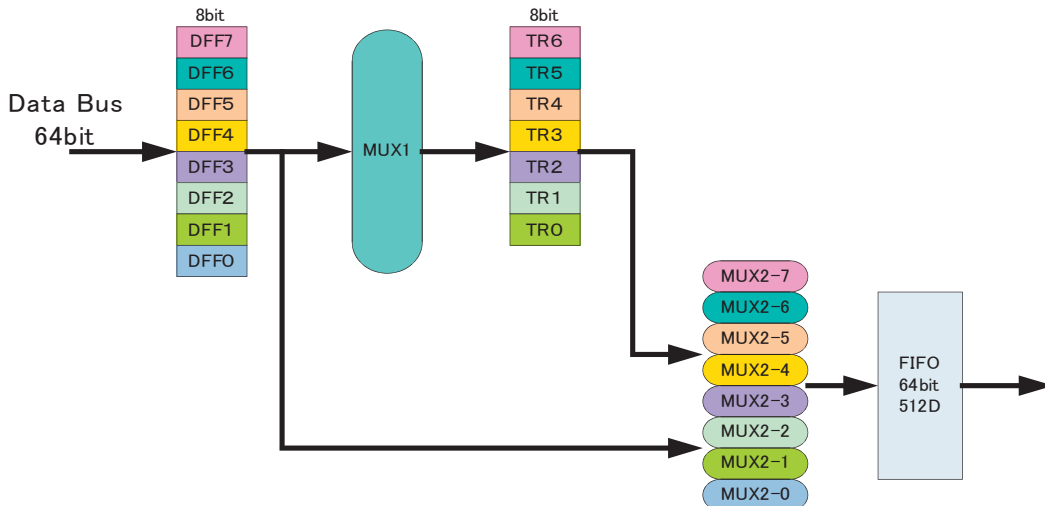 8bit
DFF7
DFF6
DFF5
DFF4
DFF3
DFF2
DFF1
DFF0
Data Bus
64bit
MUX1
8bit
TR6
TR5
TR4
TR3
TR2
TR1
TR0
MUX2-7
MUX2-6
MUX2-5
MUX2-4
MUX2-3
MUX2-2
MUX2-1
MUX2-0
FIFO
64bit
512D